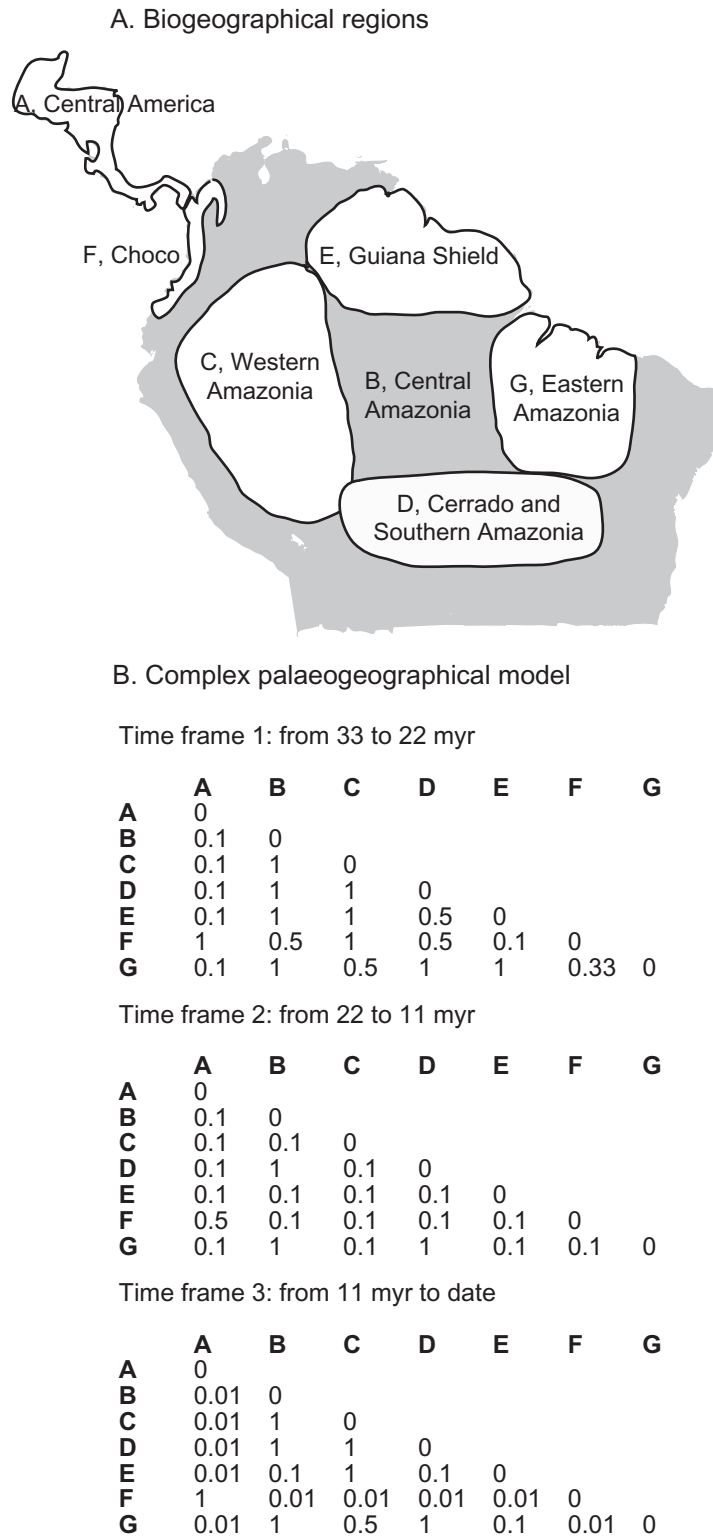 A. Biogeographical regions
A, Central America
F, Choco
E, Guiana Shield
C, Western
Amazonia
B, Central
Amazonia
G, Eastern
Amazonia
D, Cerrado and
Southern Amazonia
B. Complex palaeogeographical model
Time frame 1: from 33 to 22 myr
A B C D E F G
A 0
B 0.1 0
C 0.1 1 0
D 0.1 1 1 0
E 0.1 1 1 0.5 0
F 1 0.5 1 0.5 0.1 0
G 0.1 1 0.5 1 1 0.33 0
Time frame 2: from 22 to 11 myr
A B C D E F G
A 0
B 0.1 0
C 0.1 0.1 0
D 0.1 1 0.1 0
E 0.1 0.1 0.1 0.1 0
F 0.5 0.1 0.1 0.1 0.1 0
G 0.1 1 0.1 1 0.1 0.1 0
Time frame 3: from 11 myr to date
A B C D E F G
A 0
B 0.01 0
C 0.01 1 0
D 0.01 1 1 0
E 0.01 0.1 1 0.1 0
F 1 0.01 0.01 0.01 0.01 0
G 0.01 1 0.5 1 0.1 0.01 0